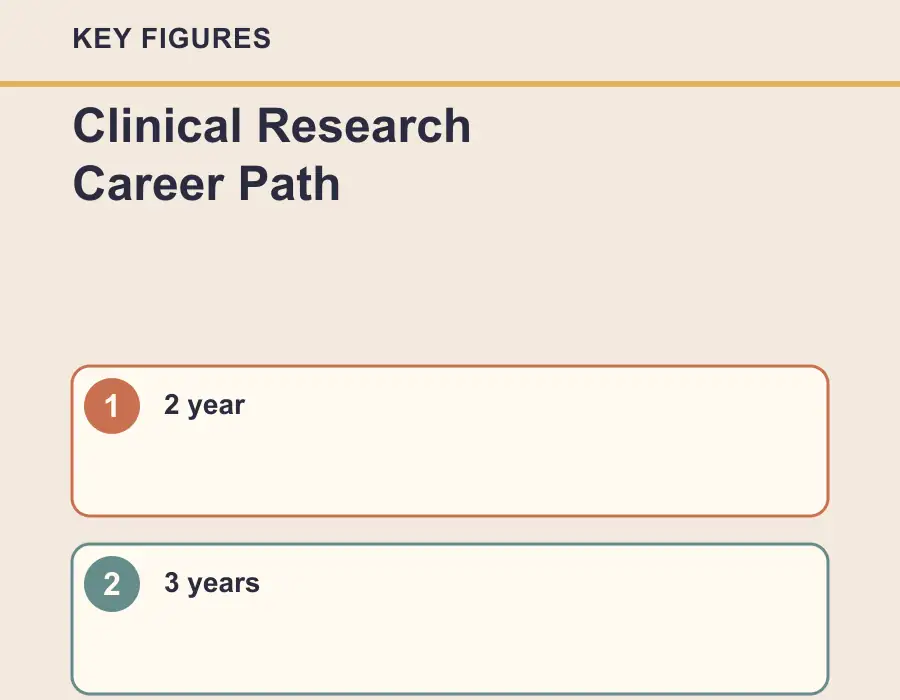 KEY FIGURES
Clinical Research
Career Path
1 2 year
2 3 years